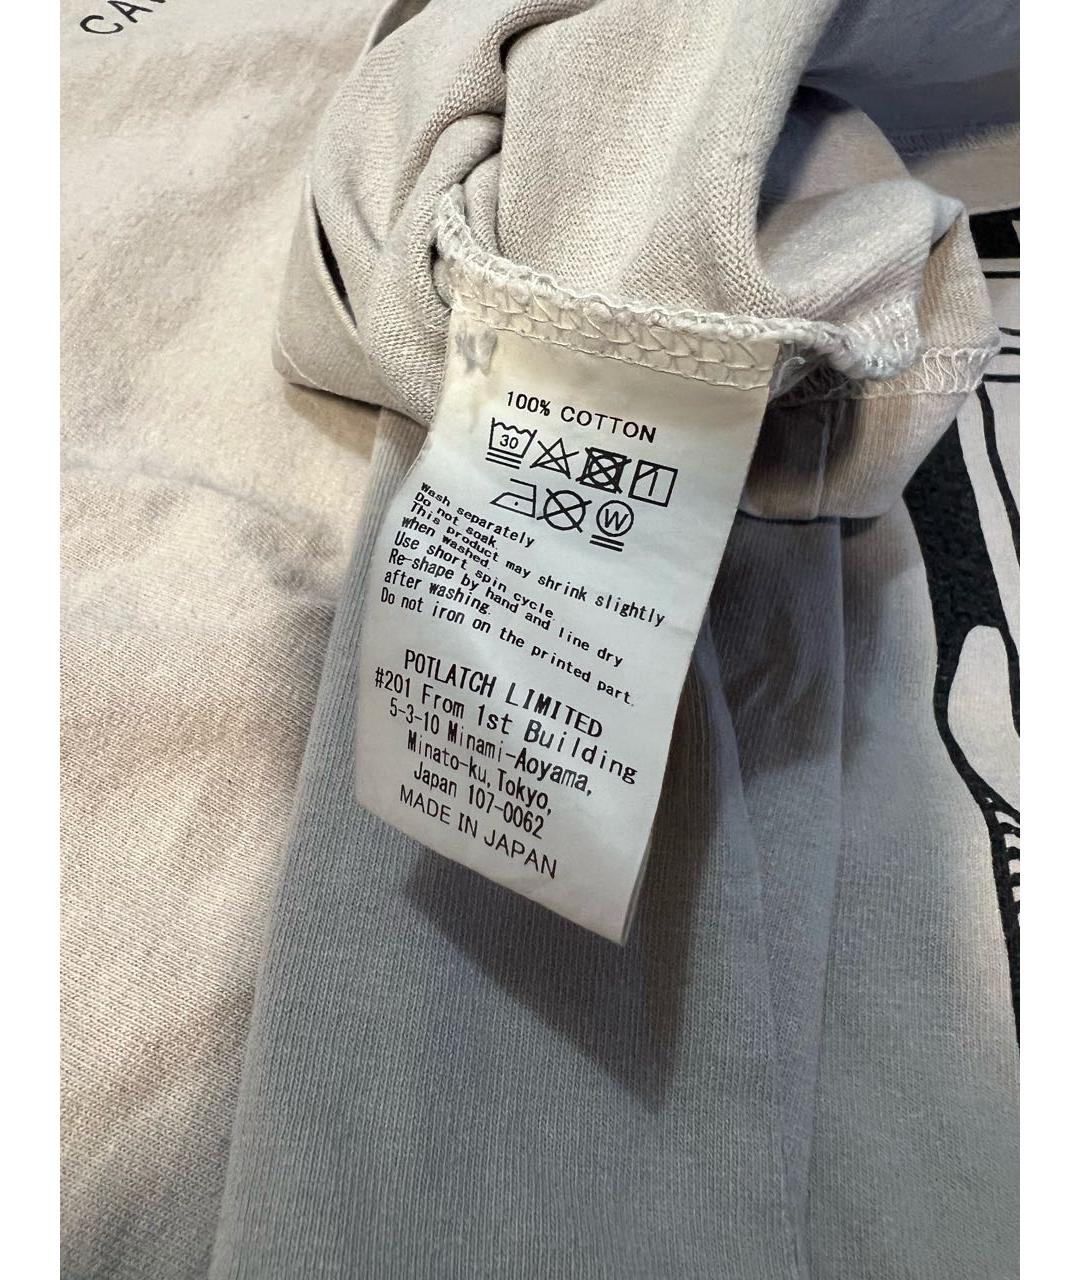 CAV
100% COTTON
30
W
Wash separately
Do not soak.
This product may shrink slightly
when washed.
Use short spin cycle.
Re-shape by hand and line dry
after washing.
Do not iron on the printed part.
POTLATCH LIMITED
#201 From 1st Building
5-3-10 Minami-Aoyama,
Minato-ku, Tokyo,
Japan 107-0062
MADE IN JAPAN